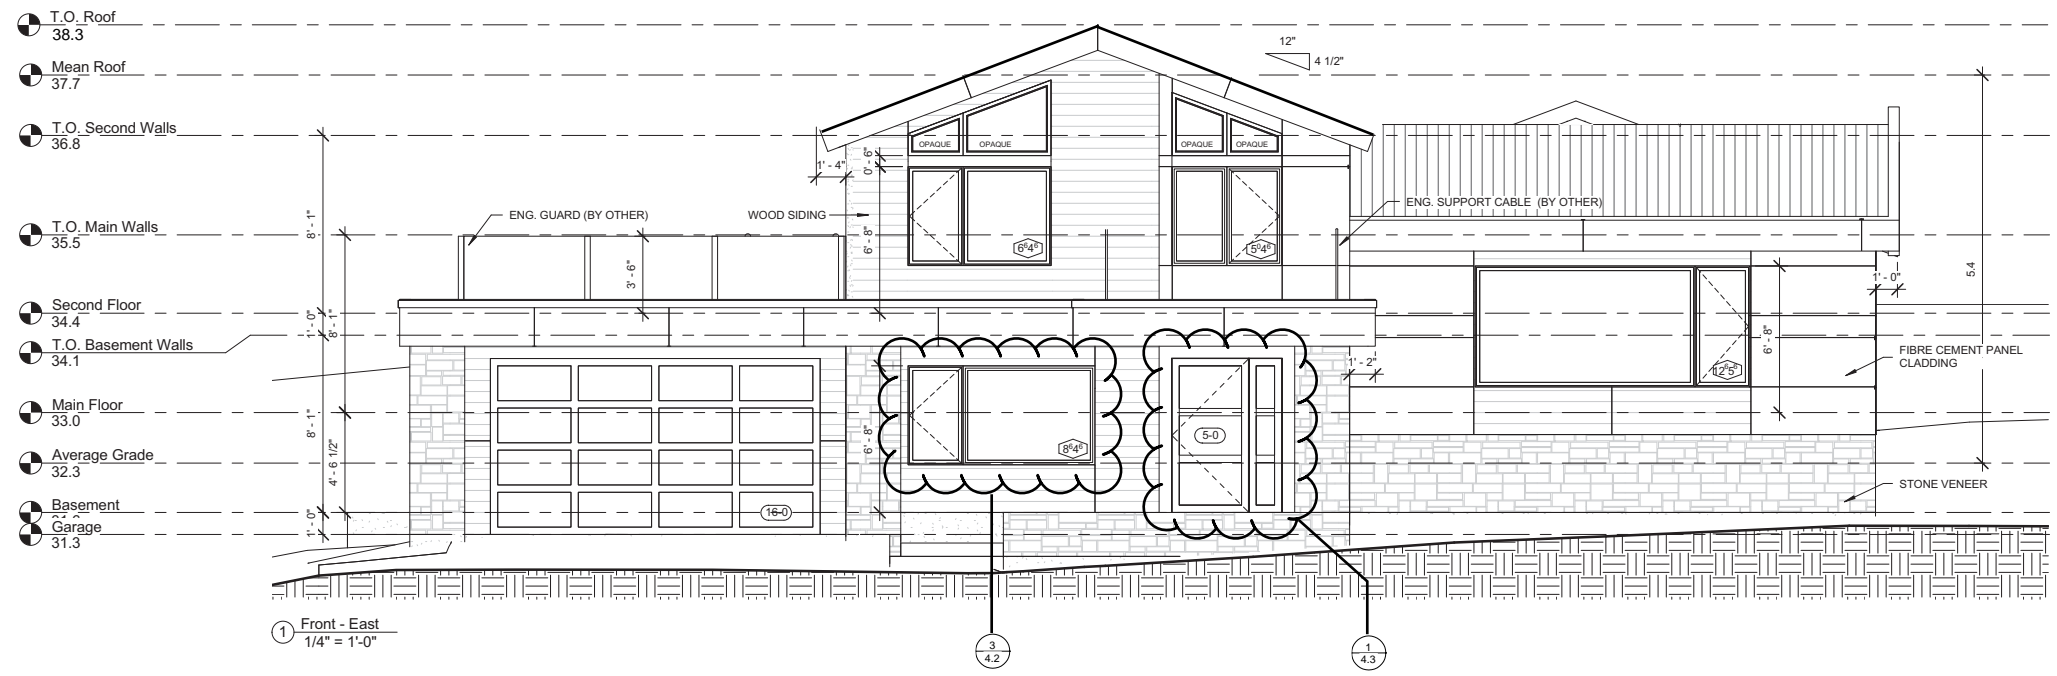 T.O. Roof
38.3
Mean Roof
37.7
T.O. Second Walls
36.8
T.O. Main Walls
35.5
Second Floor
34.4
T.O. Basement Walls
34.1
Main Floor
33.0
Average Grade
32.3
Basement
Garage
31.3
12"
4 1/2"
OPAQUE
OPAQUE
OPAQUE
OPAQUE
0' - 6"
1' - 4"
8' - 1"
ENG. GUARD (BY OTHER)
WOOD SIDING
ENG. SUPPORT CABLE (BY OTHER)
6' - 8"
6⁶4⁶
5⁰4⁶
3' - 6"
5.4
1' - 0"
1' - 0"
8' - 1"
6' - 8"
1' - 2"
12⁶5⁰
FIBRE CEMENT PANEL
CLADDING
8' - 1"
4' - 6 1/2"
6' - 8"
8⁶4⁶
5-0
STONE VENEER
16-0
1' - 0"
1
Front - East
1/4" = 1'-0"
3
4.2
1
4.3